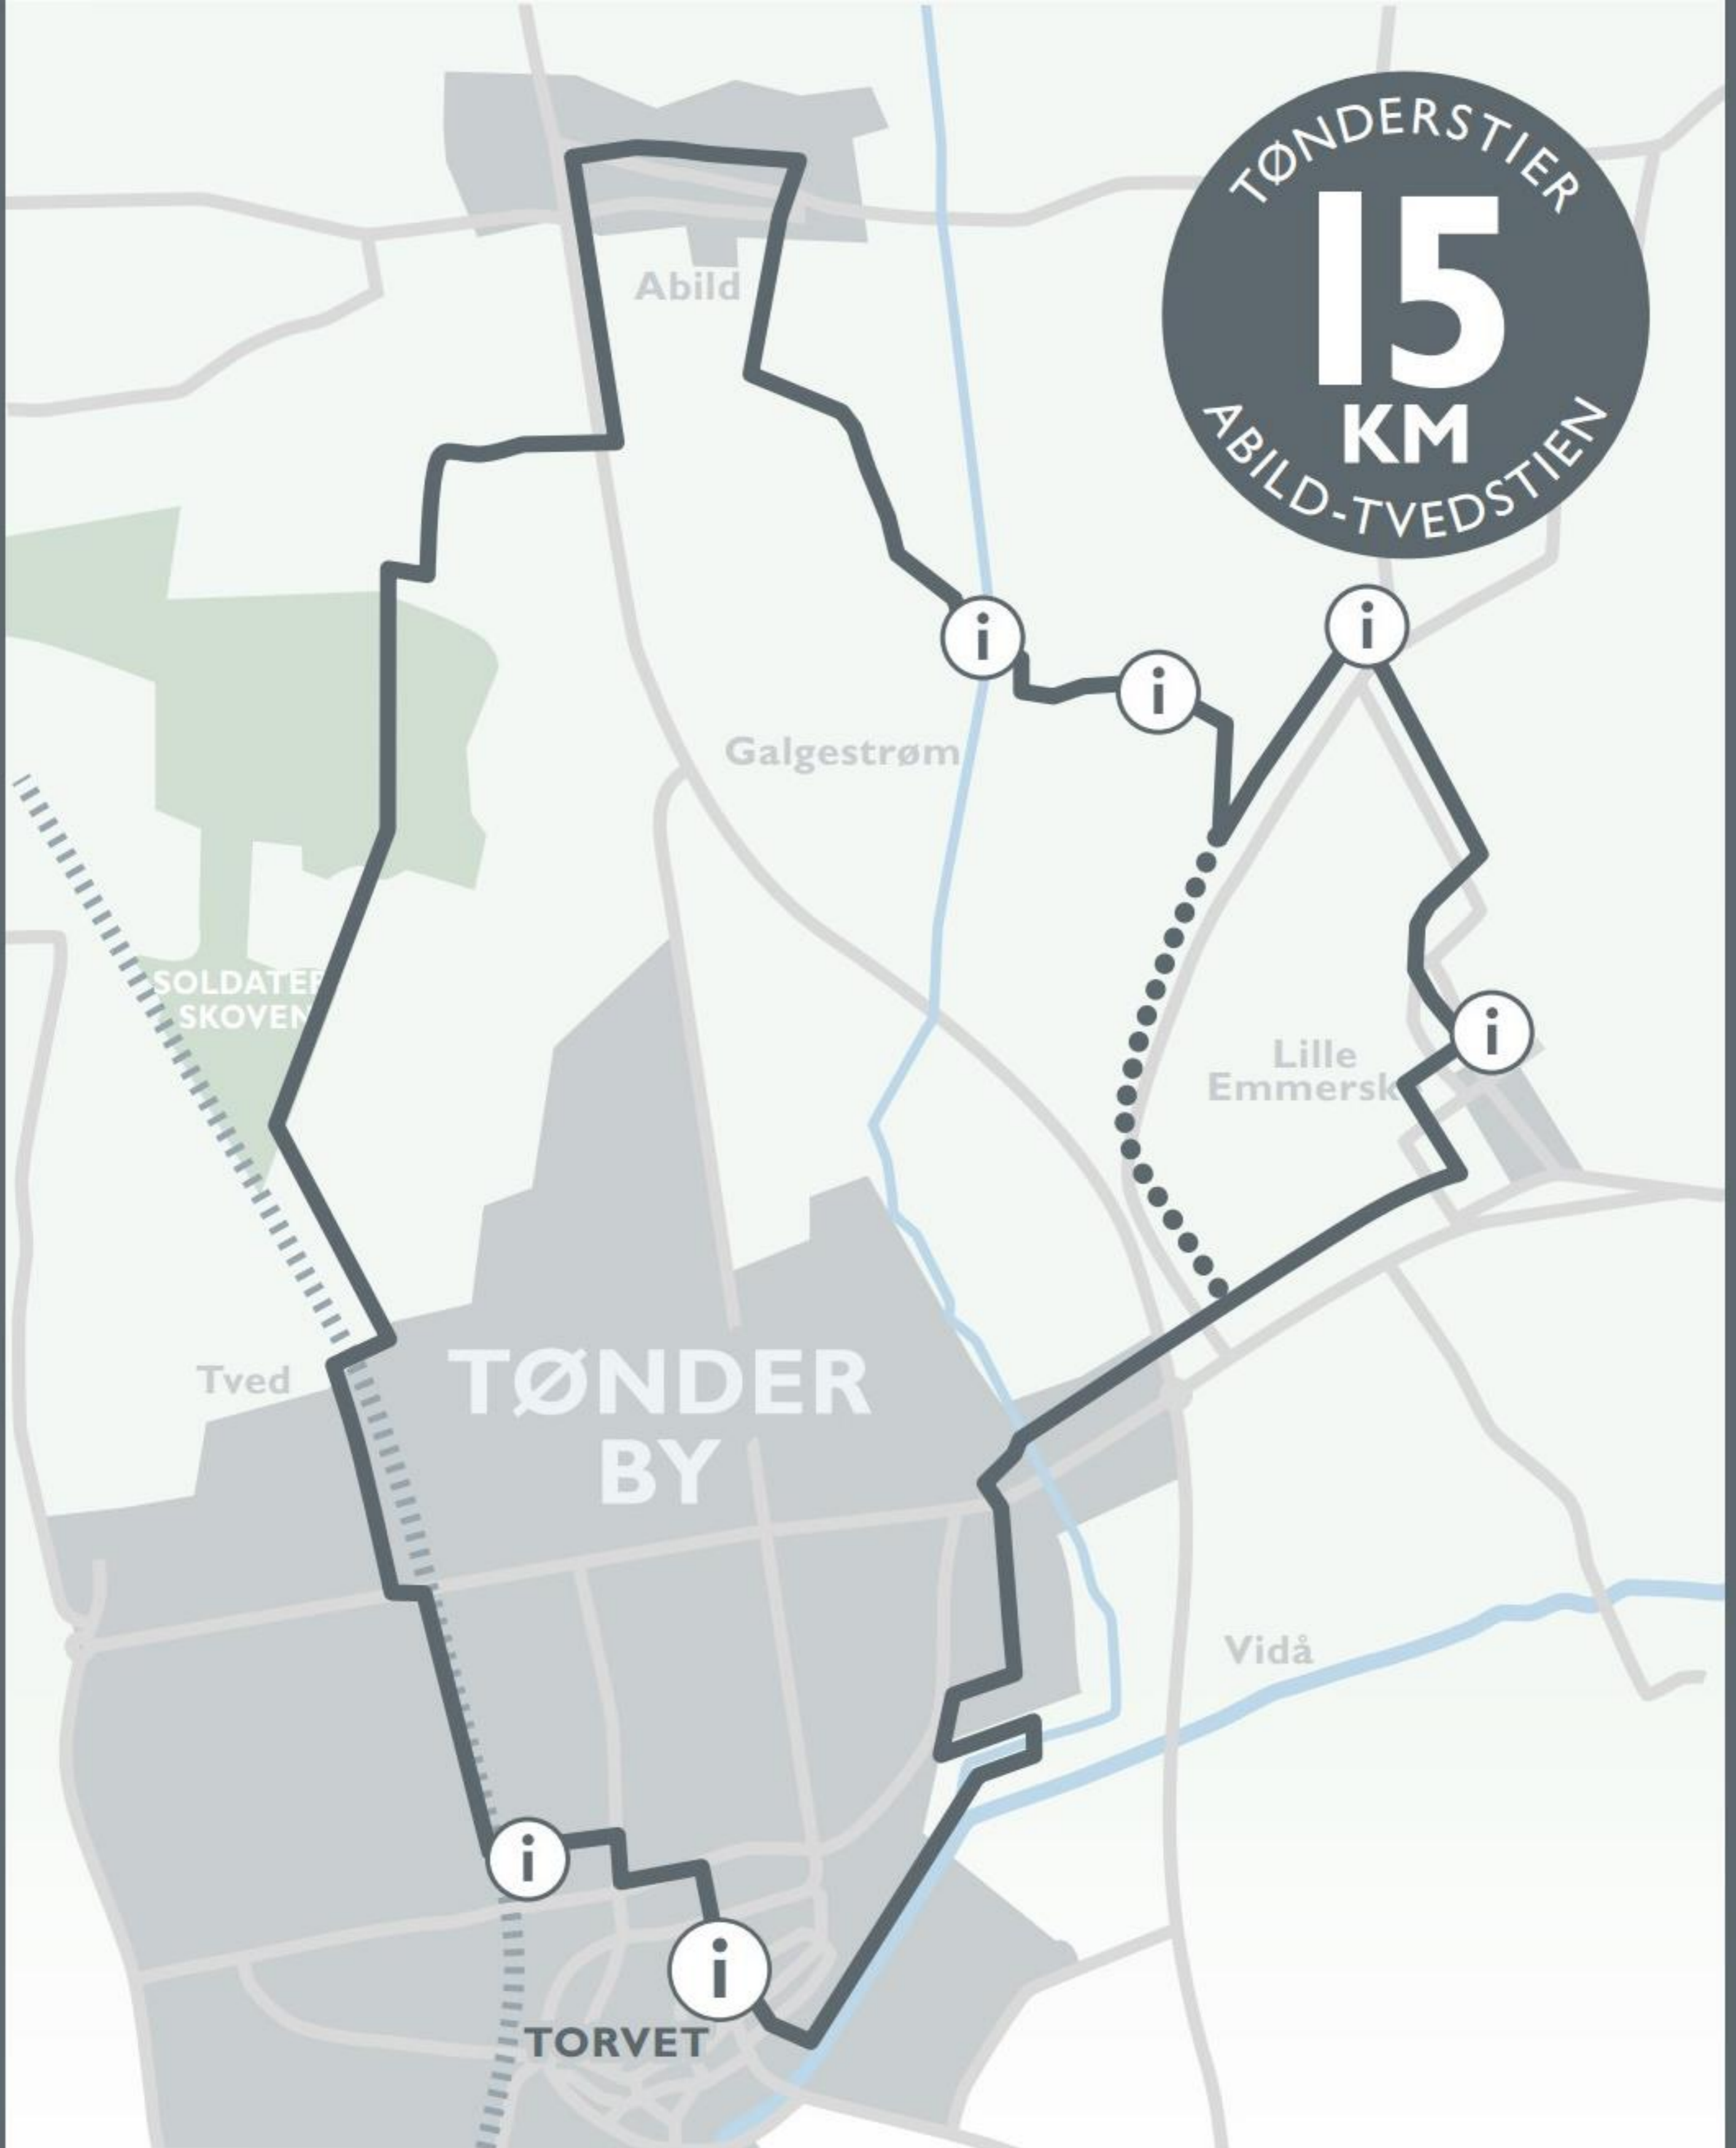 TØNDERSTIER
15
KM
ABILD-TVEDSTIEN
Abild
i
i
i
Galgestrøm
SOLDATER
SKOVEN
i
Lille
Emmersk
Tved
TØNDER
BY
Vidå
i
i
TORVET